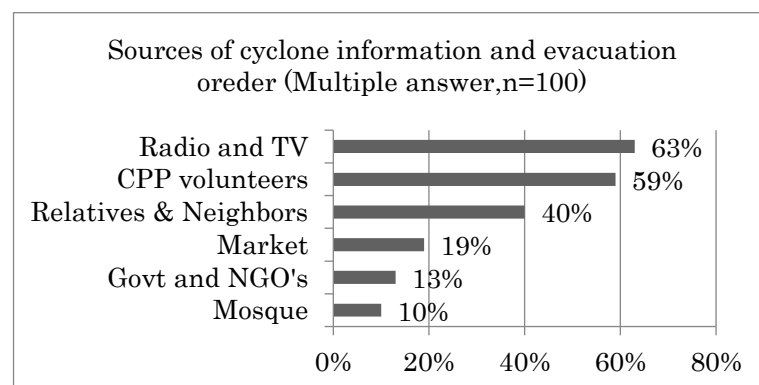 Sources of cyclone information and evacuation
oreder (Multiple answer,n=100)
Radio and TV 63%
CPP volunteers 59%
Relatives & Neighbors 40%
Market 19%
Govt and NGO's 13%
Mosque 10%
0% 20% 40% 60% 80%